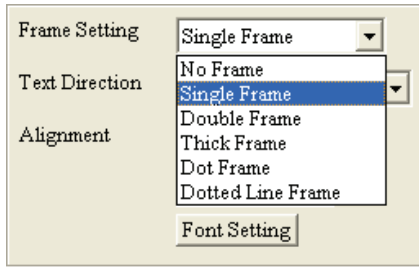 Frame Setting
Single Frame
No Frame
Text Direction
Single Frame
Double Frame
Alignment
Thick Frame
Dot Frame
Dotted Line Frame
Font Setting